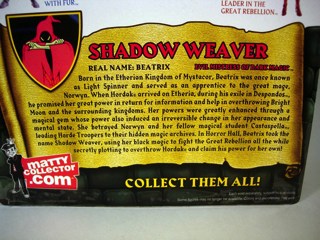 WITH FUR...
LEADER IN THE
GREAT REBELLION...
SHADOW WEAVER
REAL NAME: BEATRIX
EVIL MISTRESS OF DARK MAGIC
Born in the Etherian Kingdom of Mystacor, Beatrix was once known
as Light Spinner and served as an apprentice to the great mage,
Norwyn. When Hordak arrived on Etheria, during his exile in Despondos...
he promised her great power in return for information and help in overthrowing Bright
Moon and the surrounding kingdoms. Her powers were greatly enhanced through a
magical gem whose power also induced an irreversible change in her appearance and
mental state. She betrayed Norwyn and her fellow magical student Castaspella...
leading Horde Troopers to their hidden magic archives. In Horror Hall, Beatrix took the
name Shadow Weaver, using her black magic to fight the Great Rebellion all the while
secretly plotting to overthrow Hordak and claim his power for her own!
MATTY
COLLECTOR
.COM
COLLECT THEM ALL!